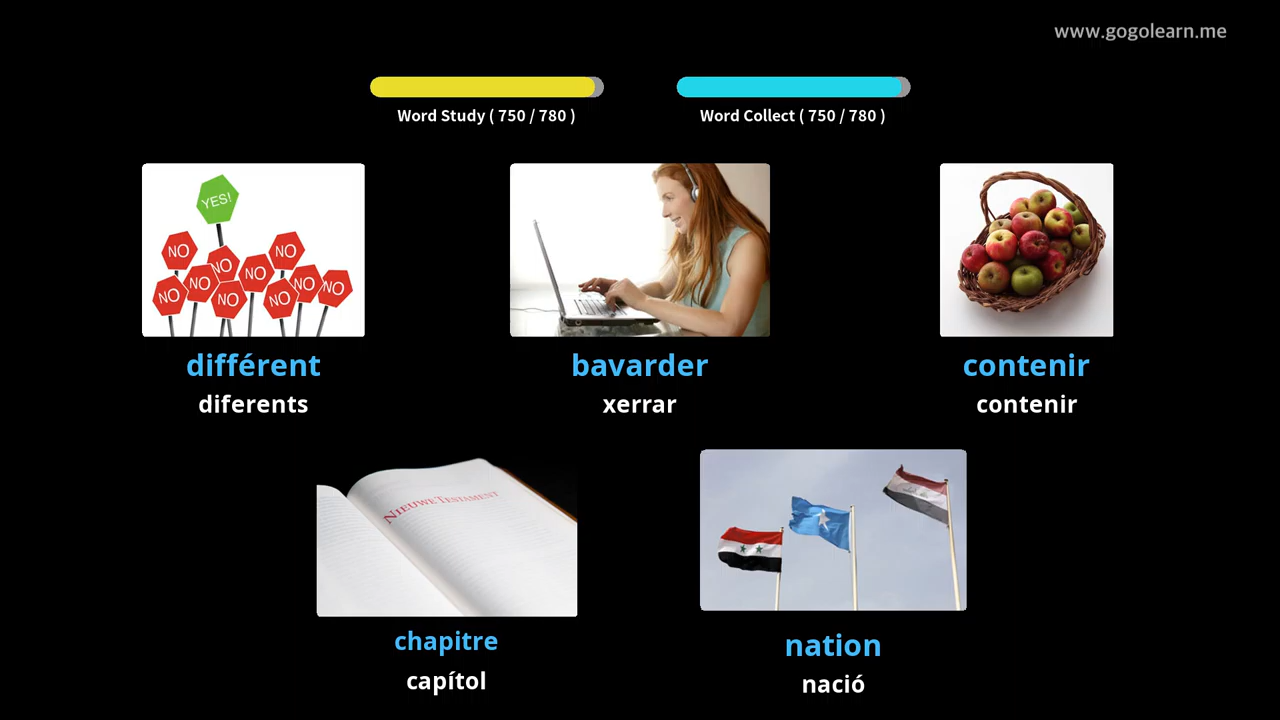 www.gogolearn.me
Word Study ( 750 / 780 )
Word Collect ( 750 / 780 )
YES!
NO
NO
NO
NO
NO
NO
NO
NO
NO
NO
différent
diferents
bavarder
xerrar
contenir
contenir
NIEUWE TESTAMENT
chapitre
capítol
nation
nació